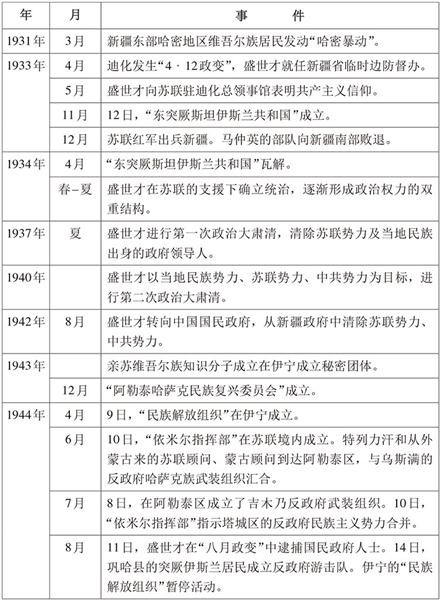 年 月 事 件
1931年 3月 新疆东部哈密地区维吾尔族居民发动“哈密暴动”。
1933年 4月 迪化发生“4·12政变”，盛世才就任新疆省临时边防督办。
5月 盛世才向苏联驻迪化总领事馆表明共产主义信仰。
11月 12日，“东突厥斯坦伊斯兰共和国”成立。
12月 苏联红军出兵新疆。马仲英的部队向新疆南部败退。
1934年 4月 “东突厥斯坦伊斯兰共和国”瓦解。
春–夏 盛世才在苏联的支援下确立统治，逐渐形成政治权力的双
重结构。
1937年 夏 盛世才进行第一次政治大肃清，清除苏联势力及当地民族
出身的政府领导人。
1940年 盛世才以当地民族势力、苏联势力、中共势力为目标，进
行第二次政治大肃清。
1942年 8月 盛世才转向中国国民政府，从新疆政府中清除苏联势力、
中共势力。
1943年 亲苏维吾尔族知识分子成立在伊宁成立秘密团体。
12月 “阿勒泰哈萨克民族复兴委员会”成立。
1944年 4月 9日，“民族解放组织”在伊宁成立。
6月 10日，“依米尔指挥部”在苏联境内成立。特列力汗和从外
蒙古来的苏联顾问、蒙古顾问到达阿勒泰区，与乌斯满的
反政府哈萨克族武装组织汇合。
7月 8日，在阿勒泰区成立了吉木乃反政府武装组织。10日，
“依米尔指挥部”指示塔城区的反政府民族主义势力合并。
8月 11日，盛世才在“八月政变”中逮捕国民政府人士。14日，
巩哈县的突厥伊斯兰居民成立反政府游击队。伊宁的“民
族解放组织”暂停活动。